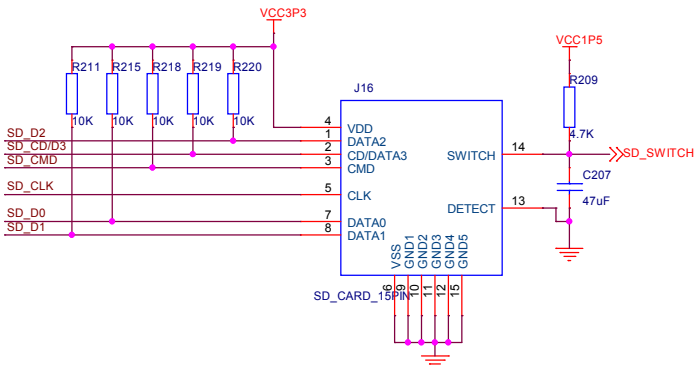 VCC3P3
VCC1P5
R211
R215
R218
R219
R220
10K
10K
10K
10K
10K
J16
R209
4.7K
SD_D2
SD_CD/D3
SD_CMD
SD_CLK
SD_D0
SD_D1
4
1
2
3
5
7
8
VDD
DATA2
CD/DATA3
CMD
CLK
DATA0
DATA1
SWITCH
14
SD_SWITCH
C207
47uF
DETECT
13
VSS
GND1
GND2
GND3
GND4
GND5
6
9
10
11
12
15
SD_CARD_15PIN